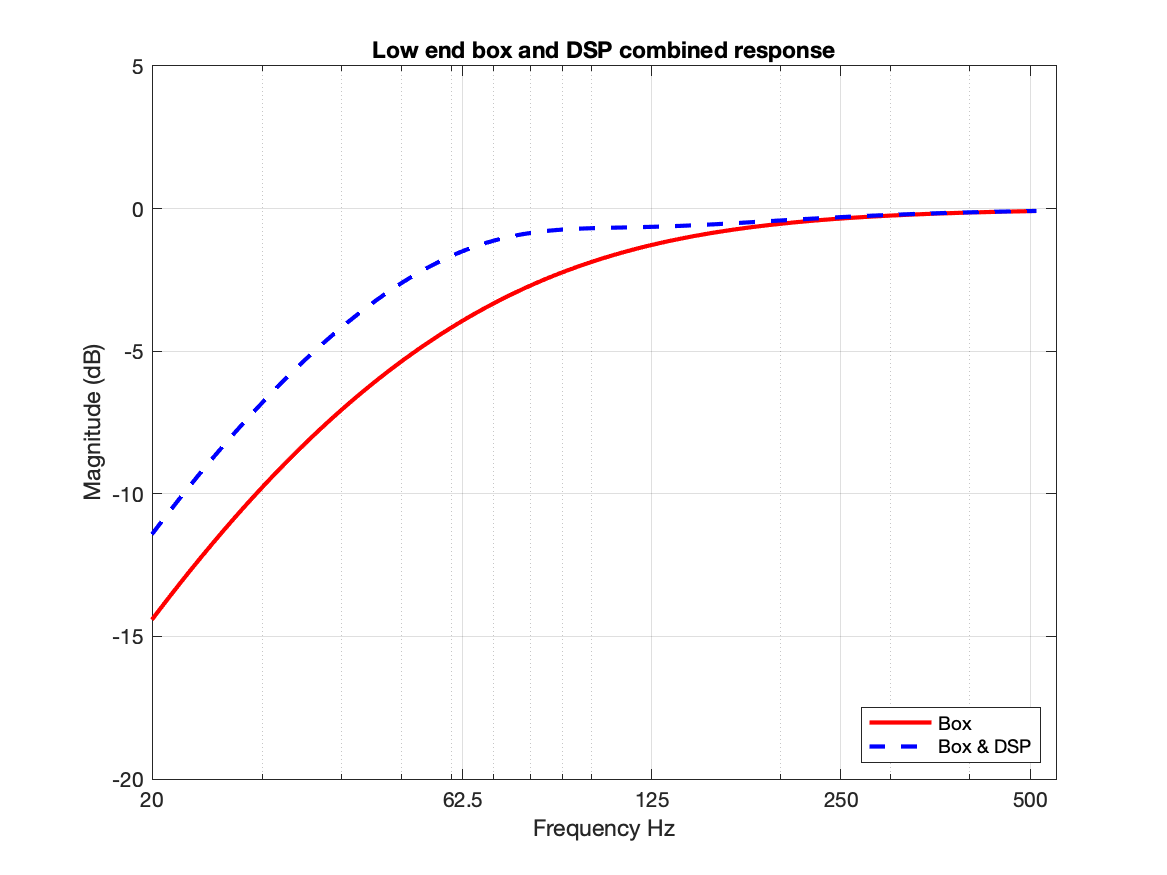 Low end box and DSP combined response
5
0
-5
-10
-15
-20
Magnitude (dB)
Box
Box & DSP
20 62.5 125 250 500
Frequency Hz